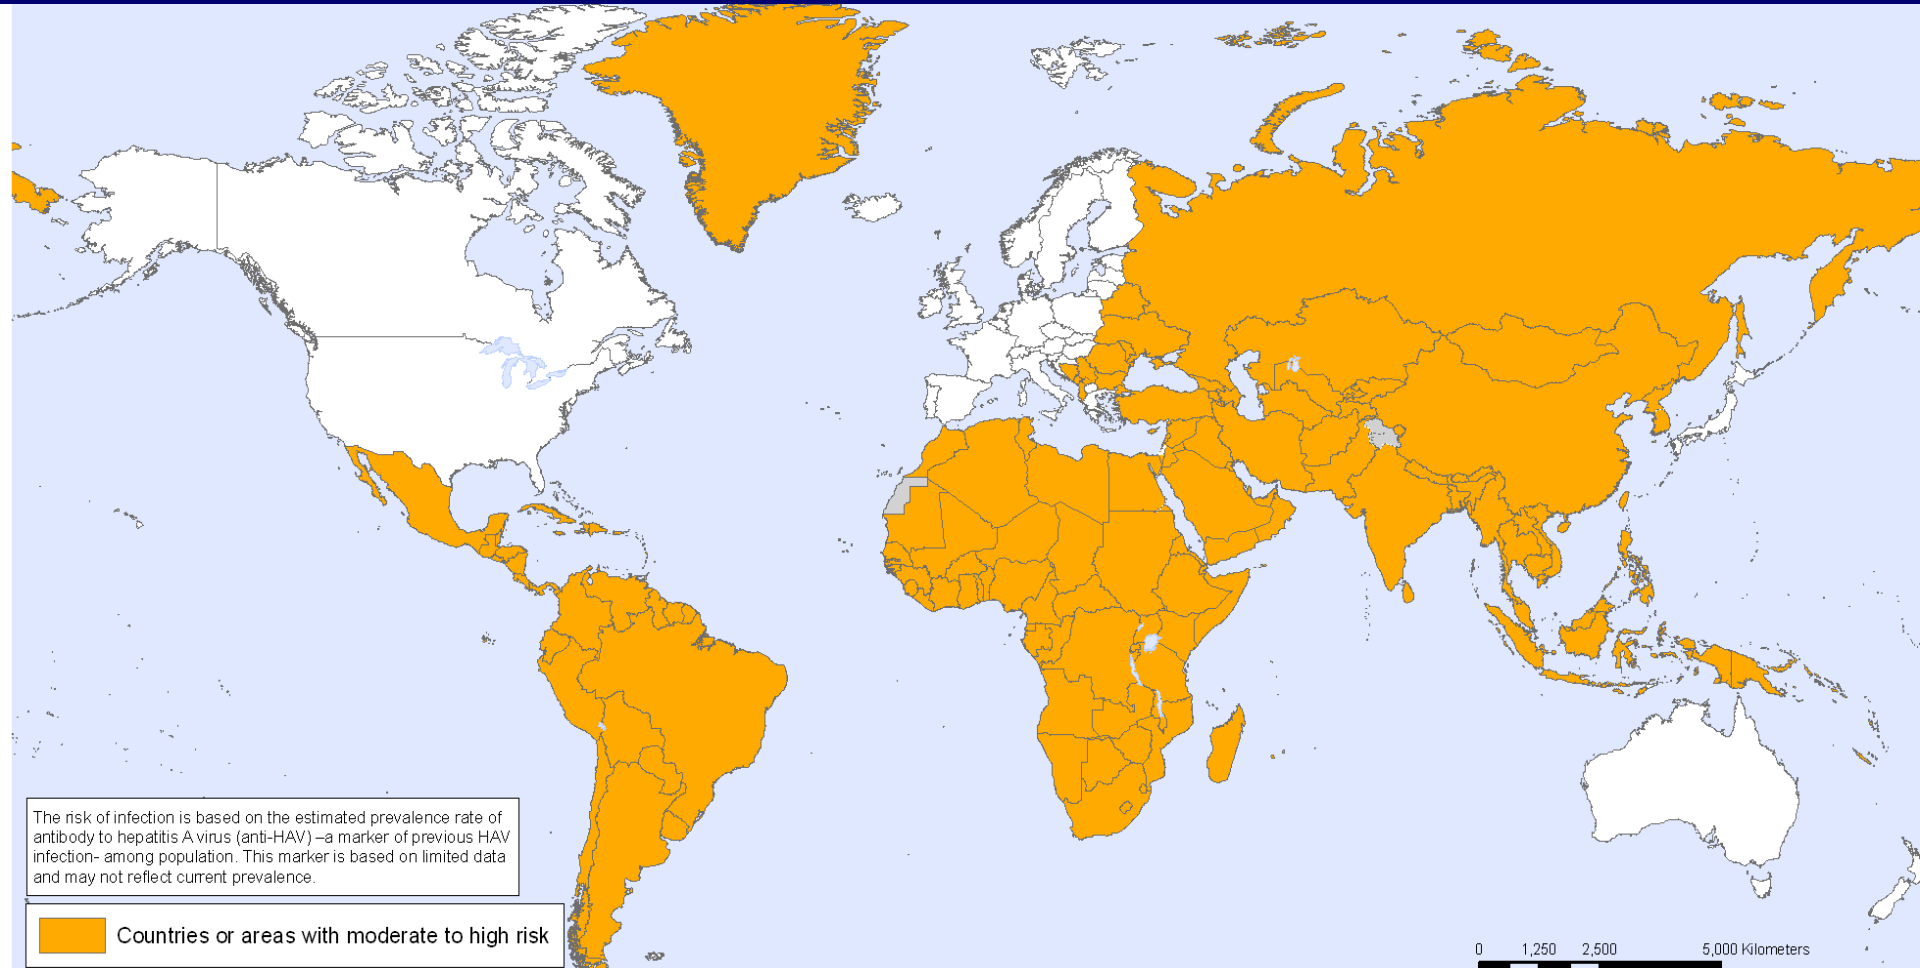 The risk of infection is based on the estimated prevalence rate of
antibody to hepatitis A virus (anti-HAV) –a marker of previous HAV
infection- among population. This marker is based on limited data
and may not reflect current prevalence.
Countries or areas with moderate to high risk
0 1,250 2,500 5,000 Kilometers